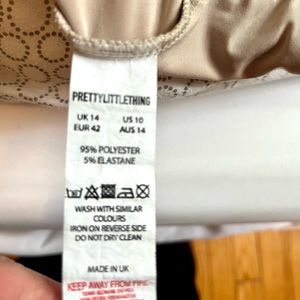 PRETTYLITTLETHING
UK 14 US 10
EUR 42 AUS 14
95% POLYESTER
5% ELASTANE
WASH WITH SIMILAR
COLOURS
IRON ON REVERSE SIDE
DO NOT DRY CLEAN
MADE IN UK
KEEP AWAY FROM FIRE